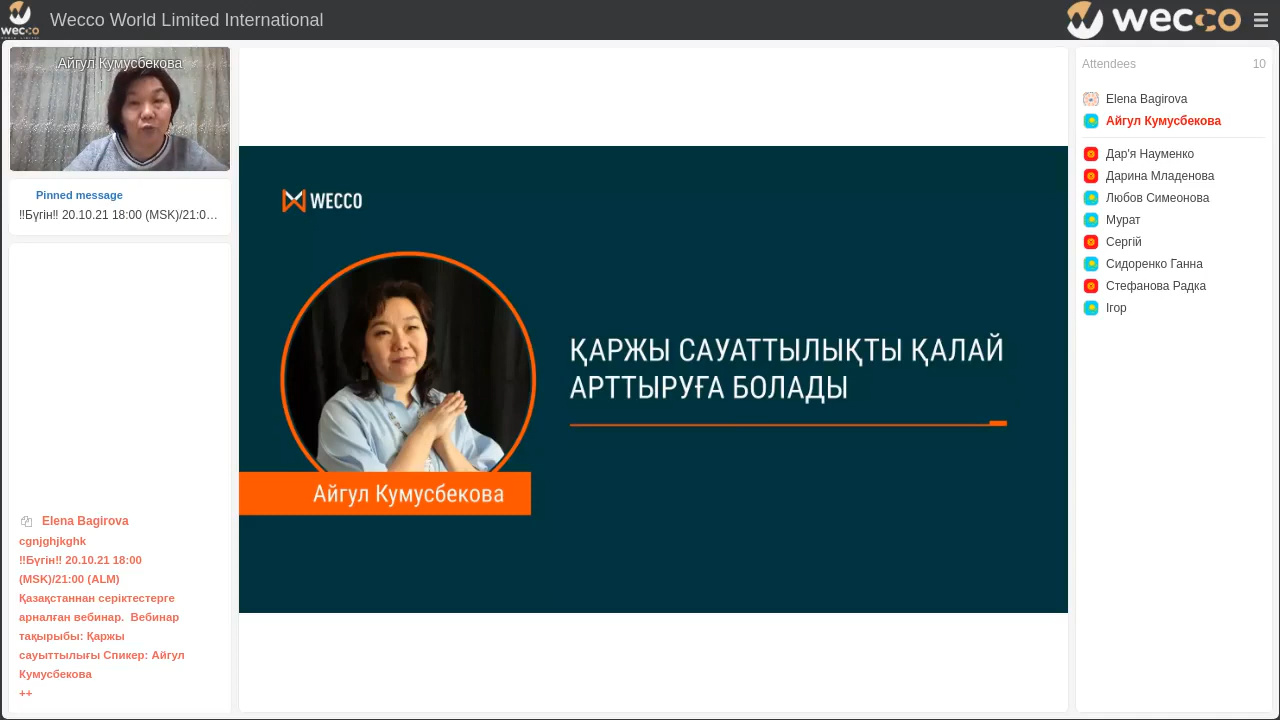 wecco
Wecco World Limited International
wecco
Айгул Кумусбекова
Pinned message
‼Бүгін‼ 20.10.21 18:00 (MSK)/21:0…
Elena Bagirova
cgnjghjkghk
‼Бүгін‼ 20.10.21 18:00
(MSK)/21:00 (ALM)
Қазақстаннан серіктестерге
арналған вебинар.  Вебинар
тақырыбы: Қаржы
сауыттылығы Спикер: Айгул
Кумусбекова
++
WECCO
ҚАРЖЫ САУАТТЫЛЫҚТЫ ҚАЛАЙ
АРТТЫРУҒА БОЛАДЫ
Айгул Кумусбекова
Attendees 10
Elena Bagirova
Айгул Кумусбекова
Дар'я Науменко
Дарина Младенова
Любов Симеонова
Мурат
Сергій
Сидоренко Ганна
Стефанова Радка
Ігор